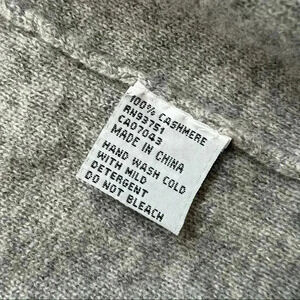 100% CASHMERE
RN93751
CA07043
MADE IN CHINA
HAND WASH COLD
WITH MILD
DETERGENT
DO NOT BLEACH